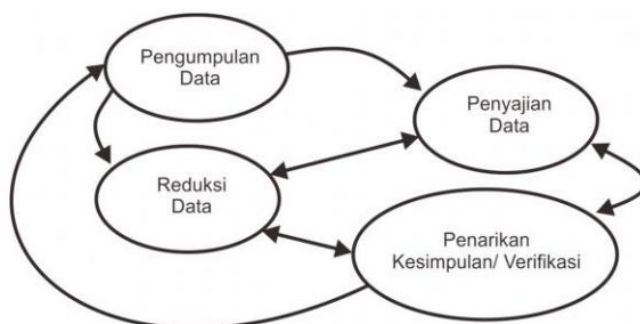 Pengumpulan
Data
Penyajian
Data
Reduksi
Data
Penarikan
Kesimpulan/ Verifikasi